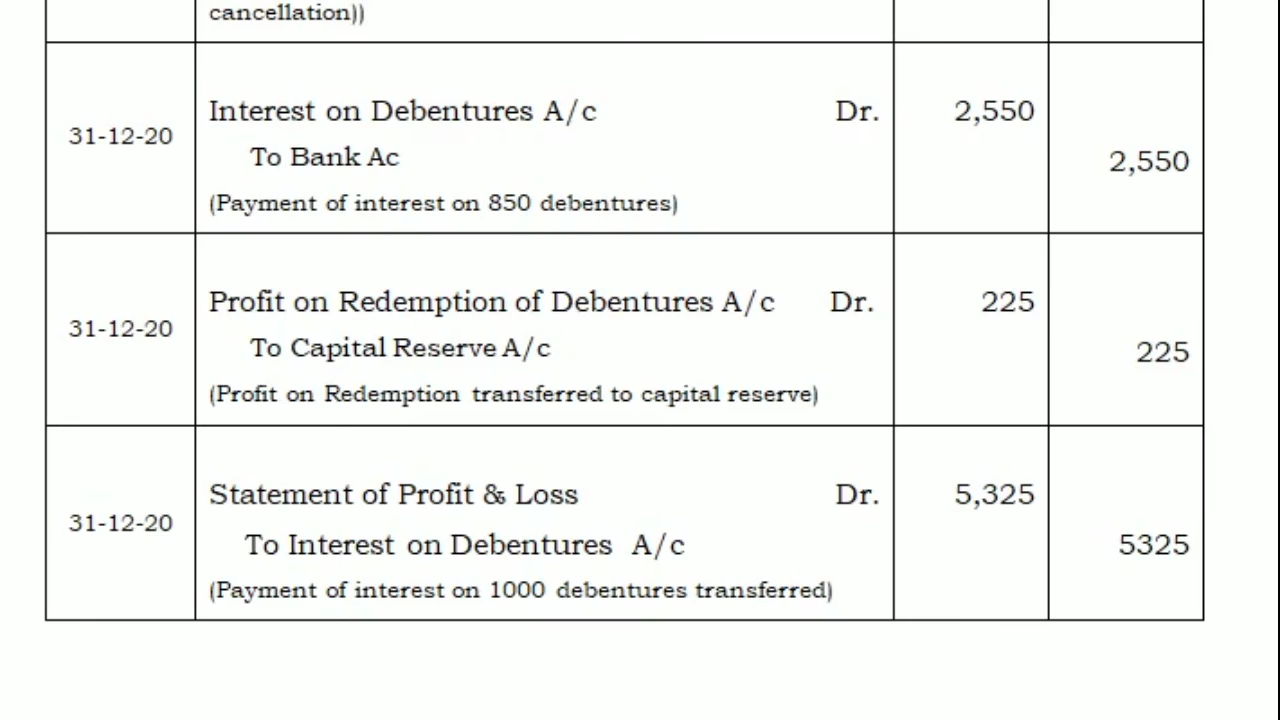 cancellation))
31-12-20
Interest on Debentures A/c Dr. 2,550
To Bank Ac 2,550
(Payment of interest on 850 debentures)
31-12-20
Profit on Redemption of Debentures A/c Dr. 225
To Capital Reserve A/c 225
(Profit on Redemption transferred to capital reserve)
31-12-20
Statement of Profit & Loss Dr. 5,325
To Interest on Debentures A/c 5325
(Payment of interest on 1000 debentures transferred)